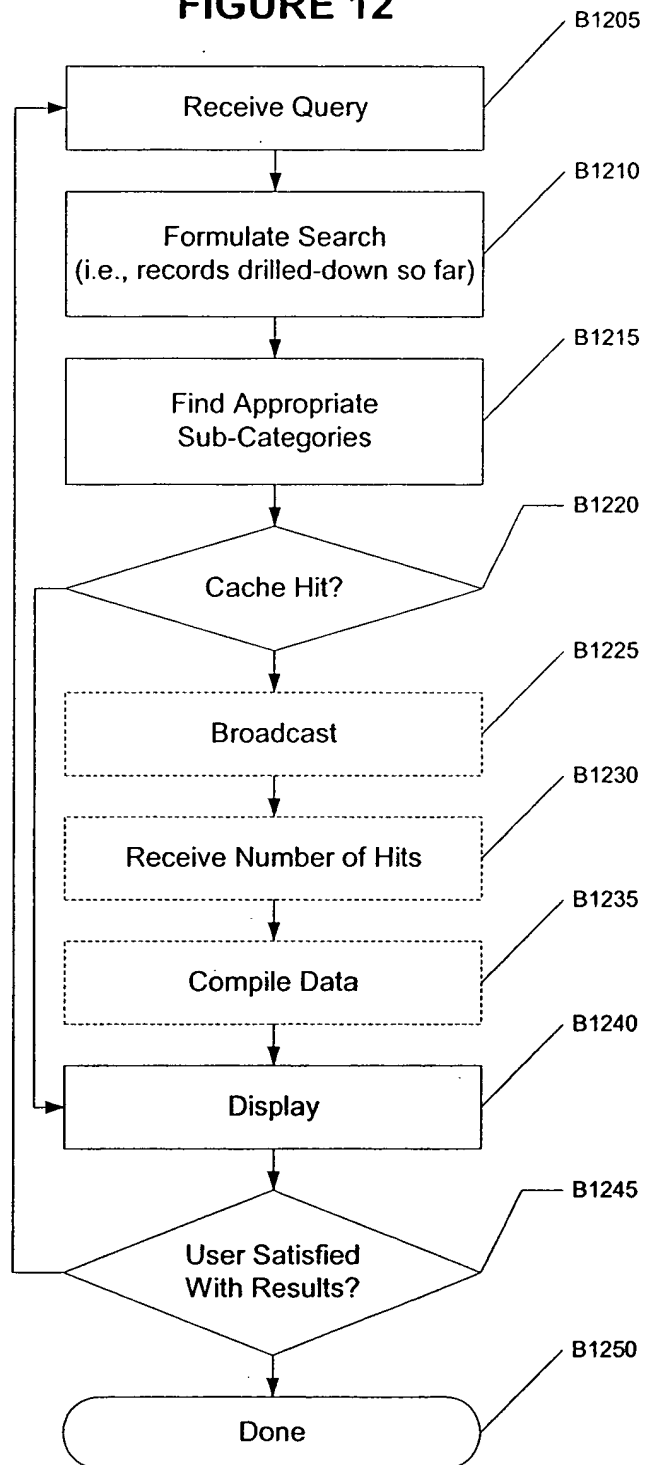 FIGURE 12
B1205
Receive Query
B1210
Formulate Search
(i.e., records drilled-down so far)
B1215
Find Appropriate
Sub-Categories
B1220
Cache Hit?
B1225
Broadcast
B1230
Receive Number of Hits
B1235
Compile Data
B1240
Display
B1245
User Satisfied
With Results?
B1250
Done